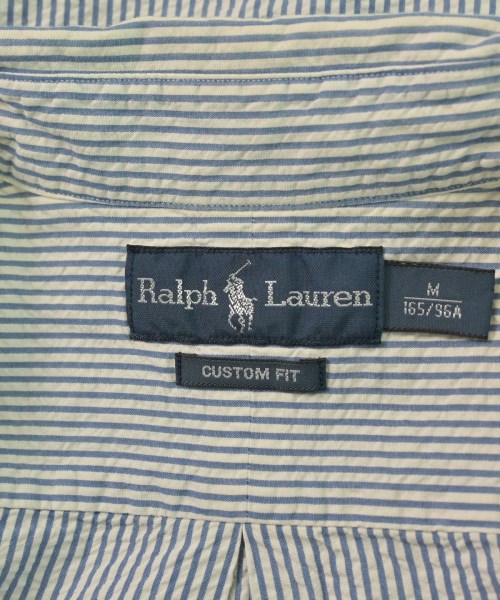 Ralph Lauren
M
165/96A
CUSTOM FIT